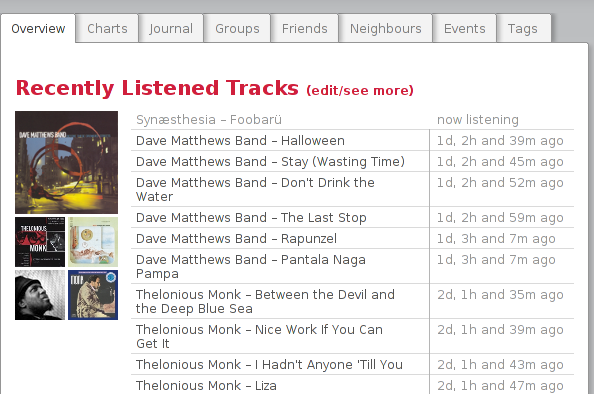 Overview Charts Journal Groups Friends Neighbours Events Tags
Recently Listened Tracks (edit/see more)
Synæsthesia – Foobarü now listening
Dave Matthews Band – Halloween 1d, 2h and 39m ago
Dave Matthews Band – Stay (Wasting Time) 1d, 2h and 45m ago
Dave Matthews Band – Don't Drink the 1d, 2h and 52m ago
Water
Dave Matthews Band – The Last Stop 1d, 2h and 59m ago
Dave Matthews Band – Rapunzel 1d, 3h and 7m ago
Dave Matthews Band – Pantala Naga 1d, 3h and 7m ago
Pampa
Thelonious Monk – Between the Devil and 2d, 1h and 35m ago
the Deep Blue Sea
Thelonious Monk – Nice Work If You Can 2d, 1h and 39m ago
Get It
Thelonious Monk – I Hadn't Anyone 'Till You 2d, 1h and 43m ago
Thelonious Monk – Liza 2d, 1h and 47m ago
DAVE MATTHEWS BAND
THELONIOUS
MONK